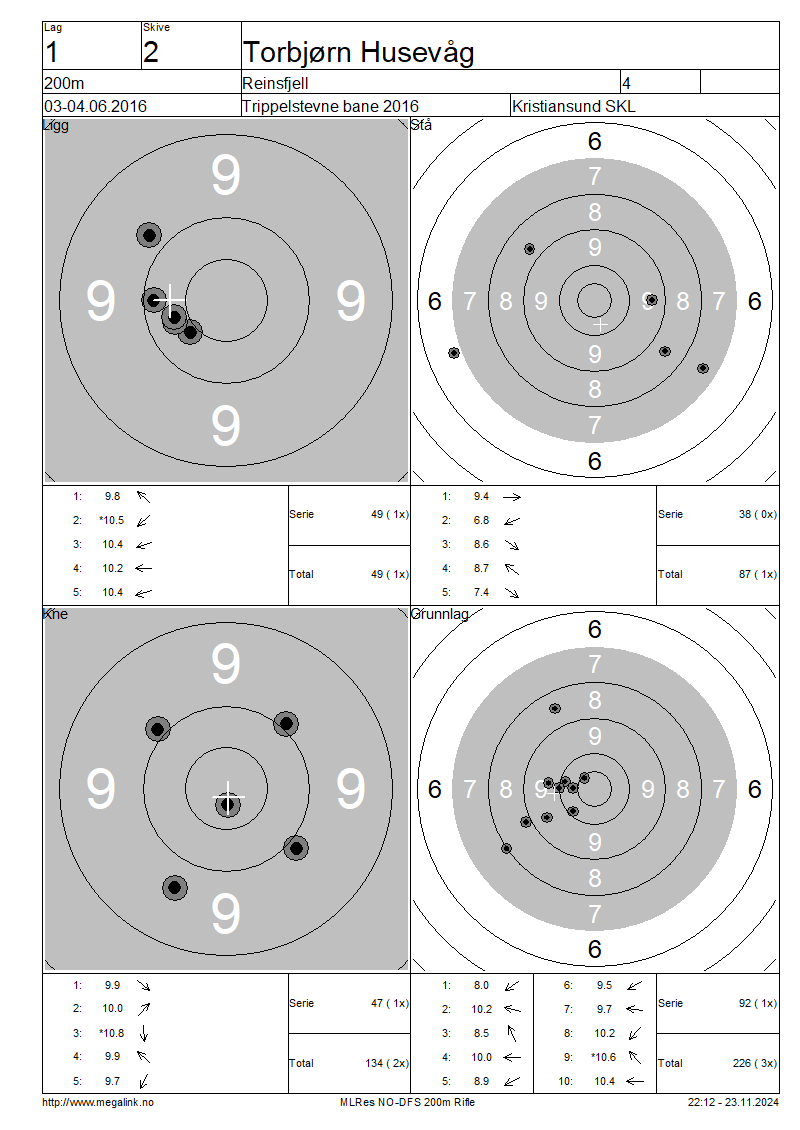 Lag
Skive
1
2
Torbjørn Husevåg
200m
Reinsfjell
4
03-04.06.2016
Trippelstevne bane 2016
Kristiansund SKL
Ligg
9
9 9
9
Stå
6
7
8
9
6 7 8 9 9 8 7 6
9
8
7
6
1: 9.8
2: *10.5
3: 10.4
4: 10.2
5: 10.4
Serie 49 ( 1x)
Total 49 ( 1x)
1: 9.4
2: 6.8
3: 8.6
4: 8.7
5: 7.4
Serie 38 ( 0x)
Total 87 ( 1x)
Kne
9
9 9
9
Grunnlag
6
7
8
9
6 7 8 9 9 8 7 6
9
8
7
6
1: 9.9
2: 10.0
3: *10.8
4: 9.9
5: 9.7
Serie 47 ( 1x)
Total 134 ( 2x)
1: 8.0
2: 10.2
3: 8.5
4: 10.0
5: 8.9
6: 9.5
7: 9.7
8: 10.2
9: *10.6
10: 10.4
Serie 92 ( 1x)
Total 226 ( 3x)
http://www.megalink.no
MLRes NO-DFS 200m Rifle
22:12 - 23.11.2024